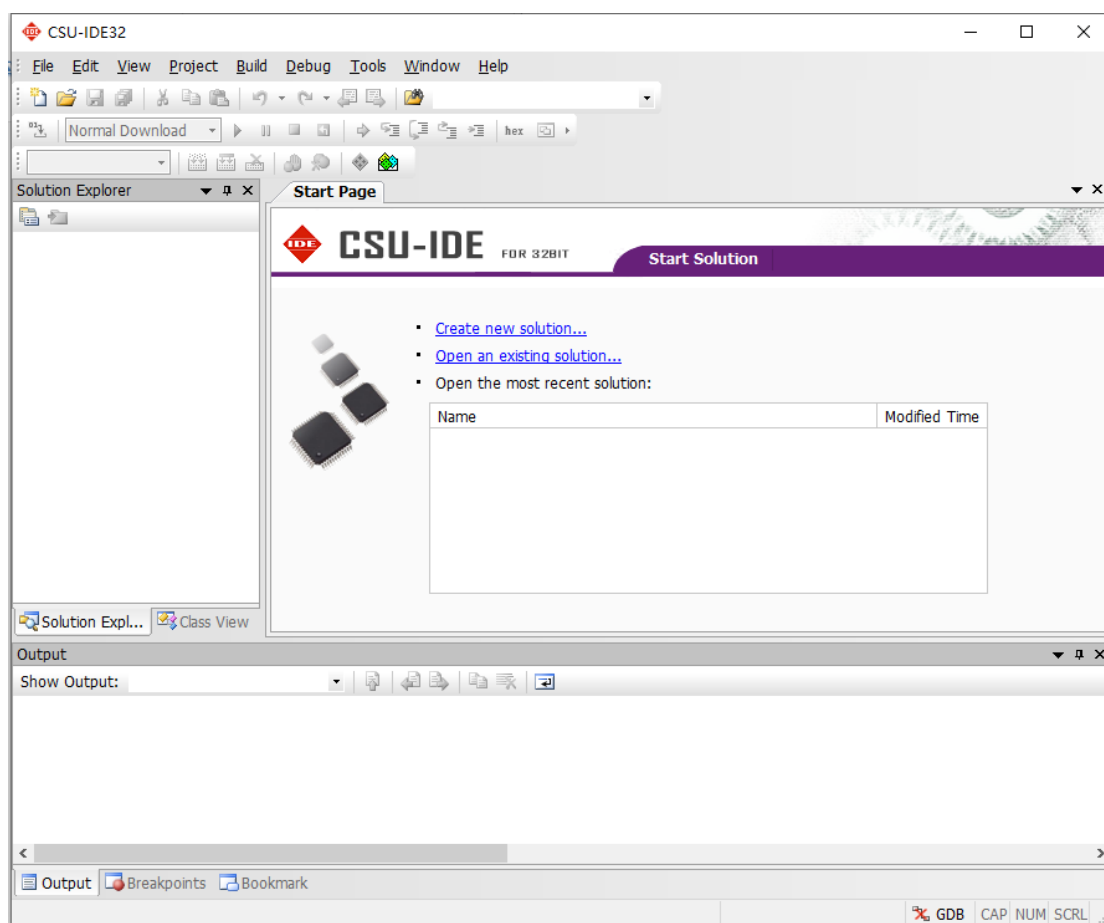 CSU-IDE32
File Edit View Project Build Debug Tools Window Help
Normal Download hex
Solution Explorer
Start Page
IDE CSU-IDE FOR 32BIT
Start Solution
Create new solution...
Open an existing solution...
Open the most recent solution:
Name Modified Time
Solution Expl... Class View
Output
Show Output:
Output Breakpoints Bookmark
GDB CAP NUM SCRL